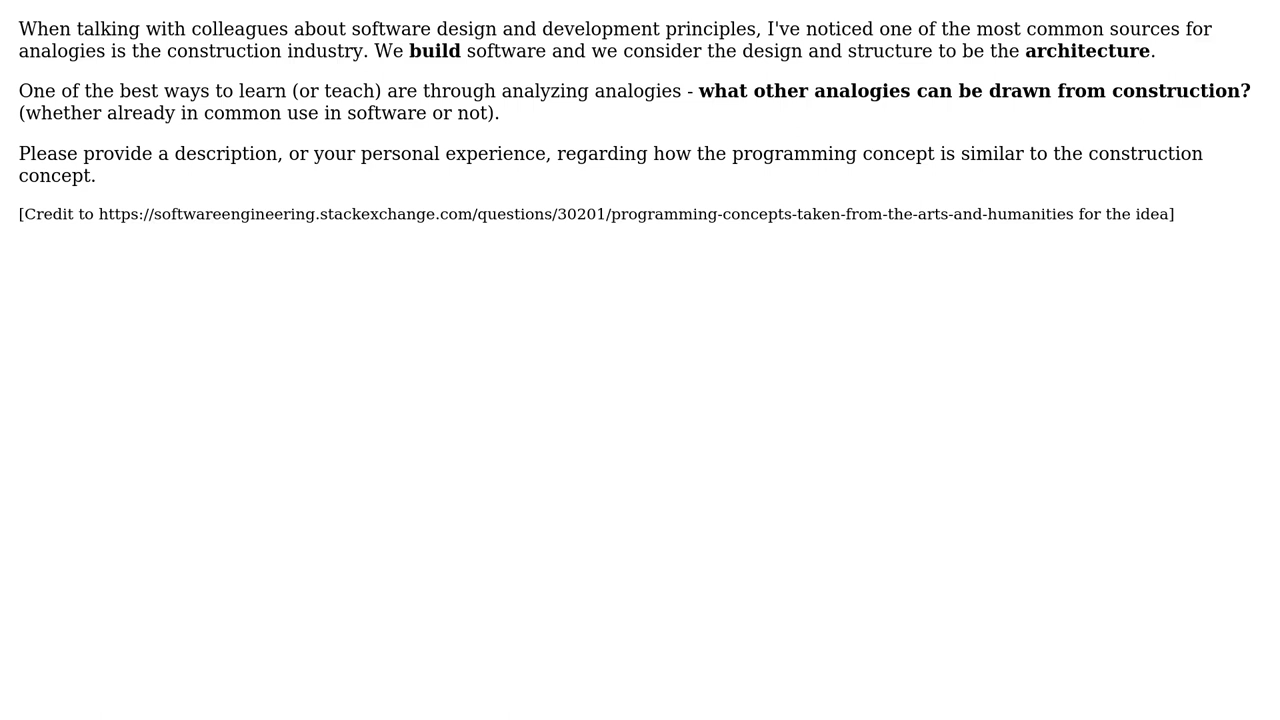 When talking with colleagues about software design and development principles, I've noticed one of the most common sources for
analogies is the construction industry. We build software and we consider the design and structure to be the architecture.
One of the best ways to learn (or teach) are through analyzing analogies - what other analogies can be drawn from construction?
(whether already in common use in software or not).
Please provide a description, or your personal experience, regarding how the programming concept is similar to the construction
concept.
[Credit to https://softwareengineering.stackexchange.com/questions/30201/programming-concepts-taken-from-the-arts-and-humanities for the idea]